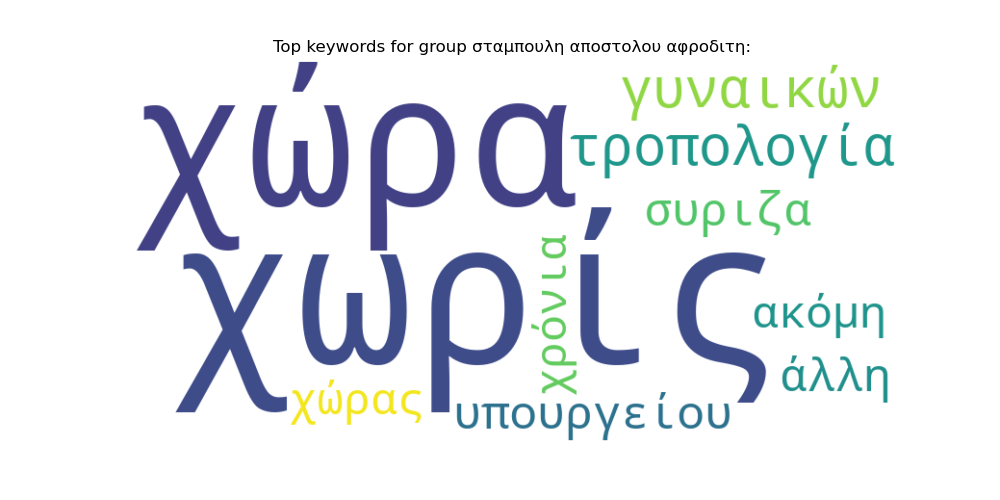 Top keywords for group σταμπουλη αποστολου αφροδιτη:
χώρα
γυναικών
τροπολογία
συριζα
χωρίς
χρόνια
ακόμη
άλλη
χώρας
υπουργείου